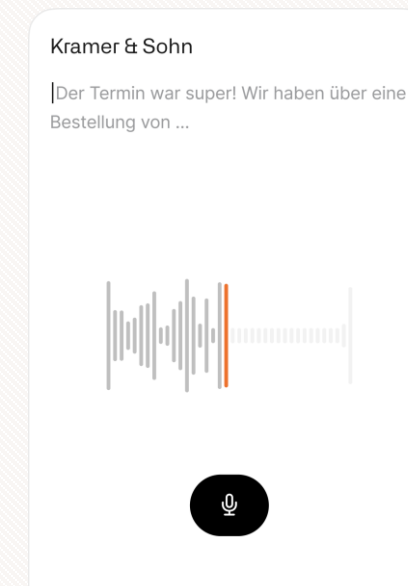 Kramer & Sohn
Der Termin war super! Wir haben über eine
Bestellung von ...